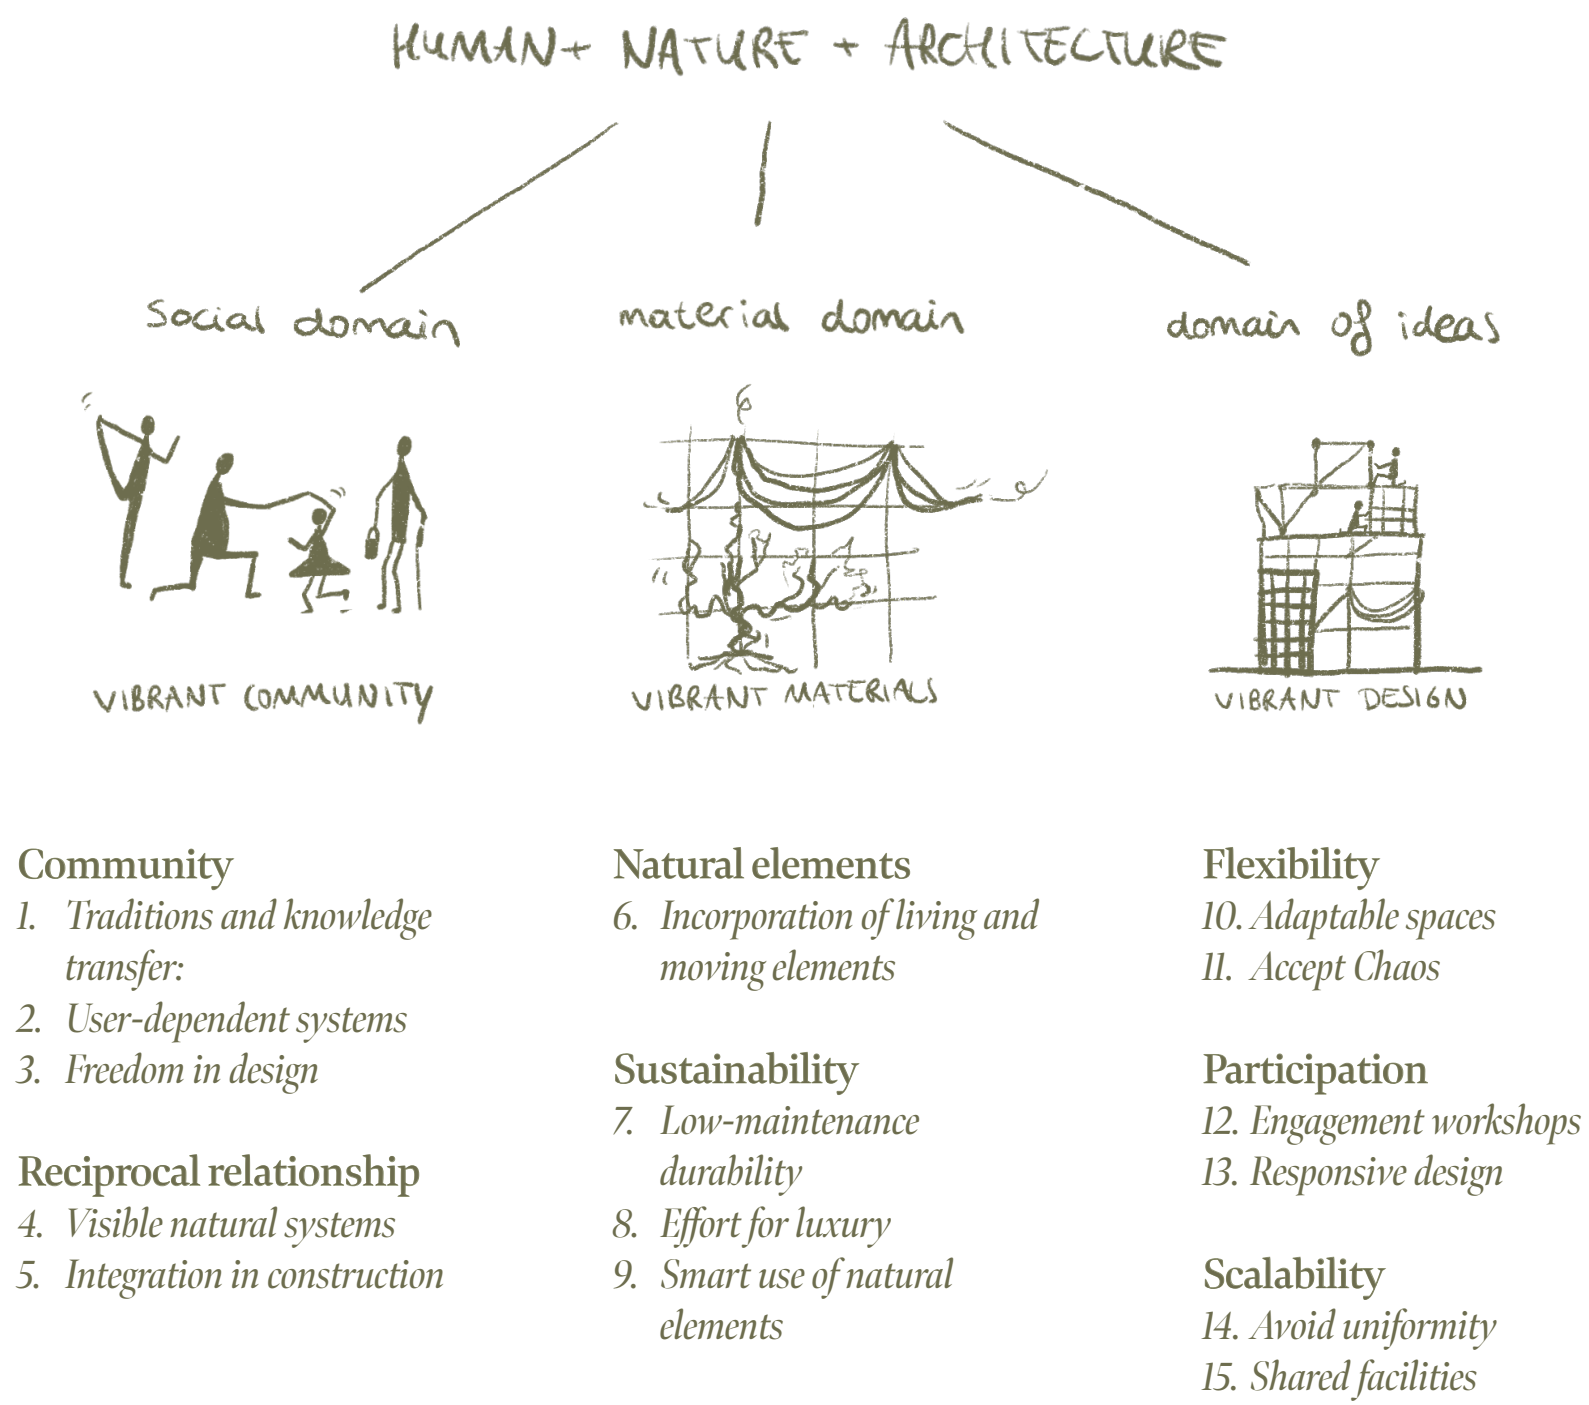 HUMAN + NATURE + ARCHITECTURE
social domain
material domain
domain of ideas
VIBRANT COMMUNITY
VIBRANT MATERIALS
VIBRANT DESIGN
Community
1. Traditions and knowledge
transfer:
2. User-dependent systems
3. Freedom in design
Reciprocal relationship
4. Visible natural systems
5. Integration in construction
Natural elements
6. Incorporation of living and
moving elements
Sustainability
7. Low-maintenance
durability
8. Effort for luxury
9. Smart use of natural
elements
Flexibility
10. Adaptable spaces
11. Accept Chaos
Participation
12. Engagement workshops
13. Responsive design
Scalability
14. Avoid uniformity
15. Shared facilities